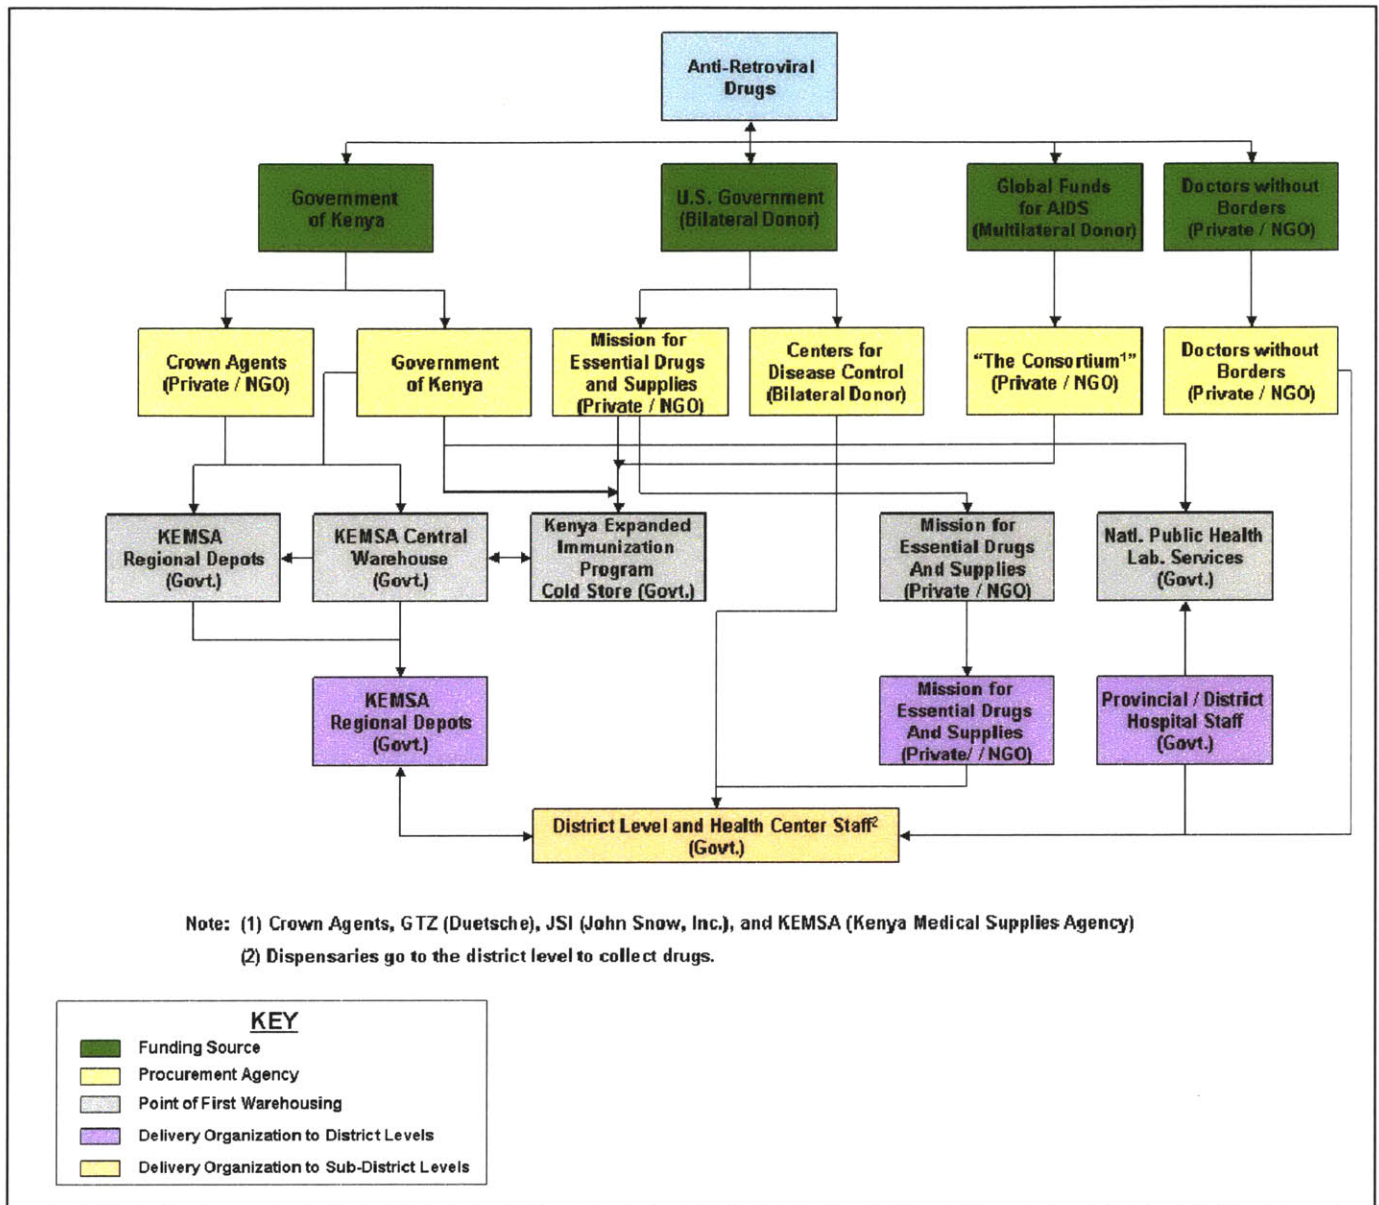 Anti-Retroviral
Drugs
Government
of Kenya
U.S. Government
(Bilateral Donor)
Global Funds
for AIDS
(Multilateral Donor)
Doctors without
Borders
(Private / NGO)
Crown Agents
(Private / NGO)
Government
of Kenya
Mission for
Essential Drugs
and Supplies
(Private / NGO)
Centers for
Disease Control
(Bilateral Donor)
“The Consortium¹”
(Private / NGO)
Doctors without
Borders
(Private / NGO)
KEMSA
Regional Depots
(Govt.)
KEMSA Central
Warehouse
(Govt.)
Kenya Expanded
Immunization
Program
Cold Store (Govt.)
Mission for
Essential Drugs
And Supplies
(Private / NGO)
Natl. Public Health
Lab. Services
(Govt.)
KEMSA
Regional Depots
(Govt.)
Mission for
Essential Drugs
And Supplies
(Private/ / NGO)
Provincial / District
Hospital Staff
(Govt.)
District Level and Health Center Staff²
(Govt.)
Note: (1) Crown Agents, GTZ (Duetsche), JSI (John Snow, Inc.), and KEMSA (Kenya Medical Supplies Agency)
(2) Dispensaries go to the district level to collect drugs.
KEY
Funding Source
Procurement Agency
Point of First Warehousing
Delivery Organization to District Levels
Delivery Organization to Sub-District Levels